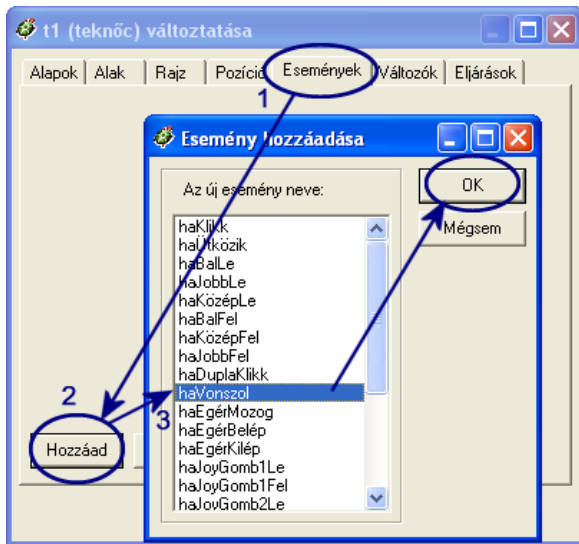 t1 (teknőc) változtatása
Alapok Alak Rajz Pozíció Események Változók Eljárások
1
Esemény hozzáadása
Az új esemény neve:
OK
Mégsem
haKlikk
haÜtközik
haBalLe
haJobbLe
haKözépLe
haBalFel
haKözépFel
haJobbFel
haDuplaKlikk
haVonszol
haEgérMozog
haEgérBelép
haEgérKilép
haJoyGomb1Le
haJoyGomb1Fel
haJoyGomb2Le
2
3
Hozzáad